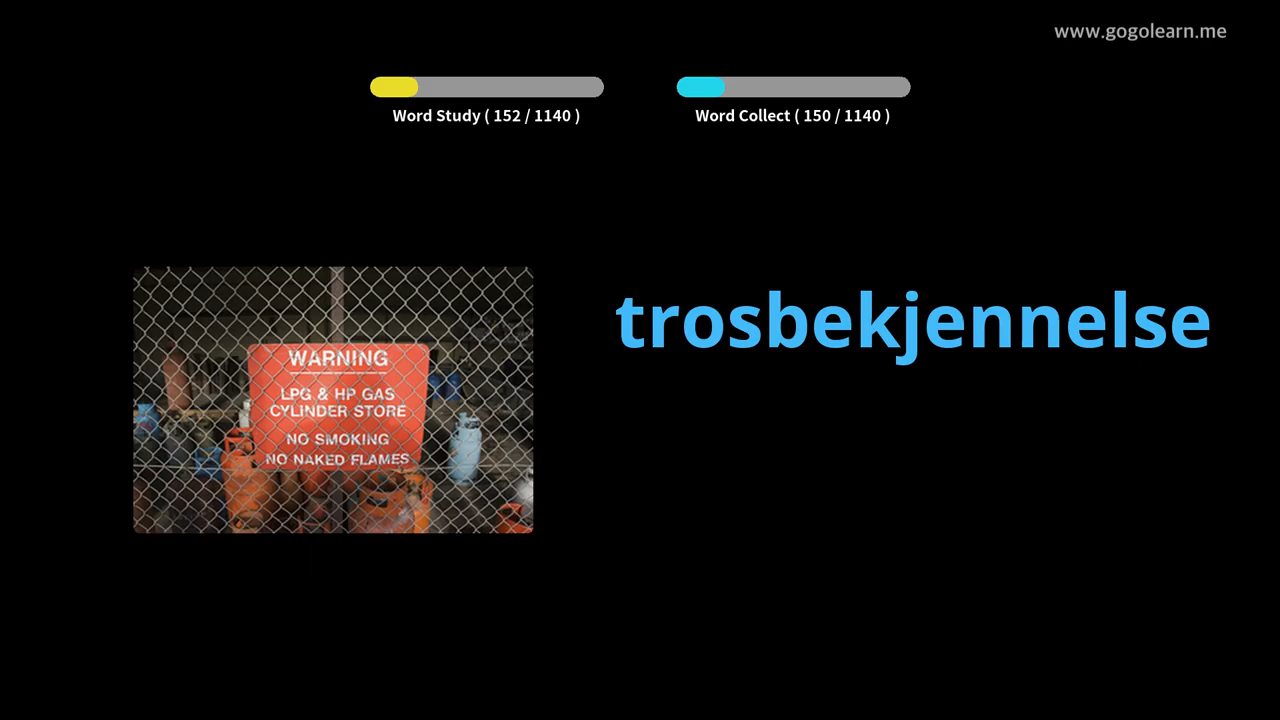 www.gogolearn.me
Word Study ( 152 / 1140 )
Word Collect ( 150 / 1140 )
trosbekjennelse
WARNING
LPG & HP GAS
CYLINDER STORE
NO SMOKING
NO NAKED FLAMES